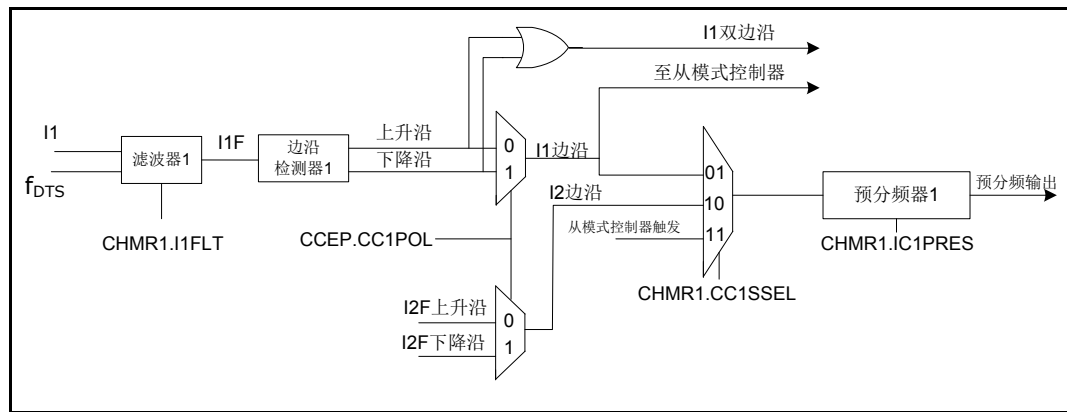 I1双边沿
至从模式控制器
I1
fDTS
滤波器1
I1F
边沿
检测器1
上升沿
下降沿
0
1
I1边沿
I2边沿
从模式控制器触发
01
10
11
预分频器1
预分频输出
CHMR1.I1FLT
CCEP.CC1POL
CHMR1.IC1PRES
CHMR1.CC1SSEL
I2F上升沿
I2F下降沿
0
1